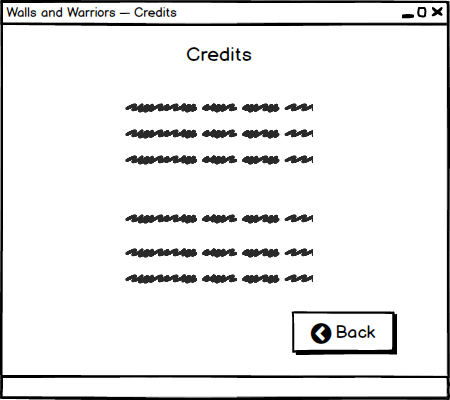 Walls and Warriors — Credits
Credits
Back